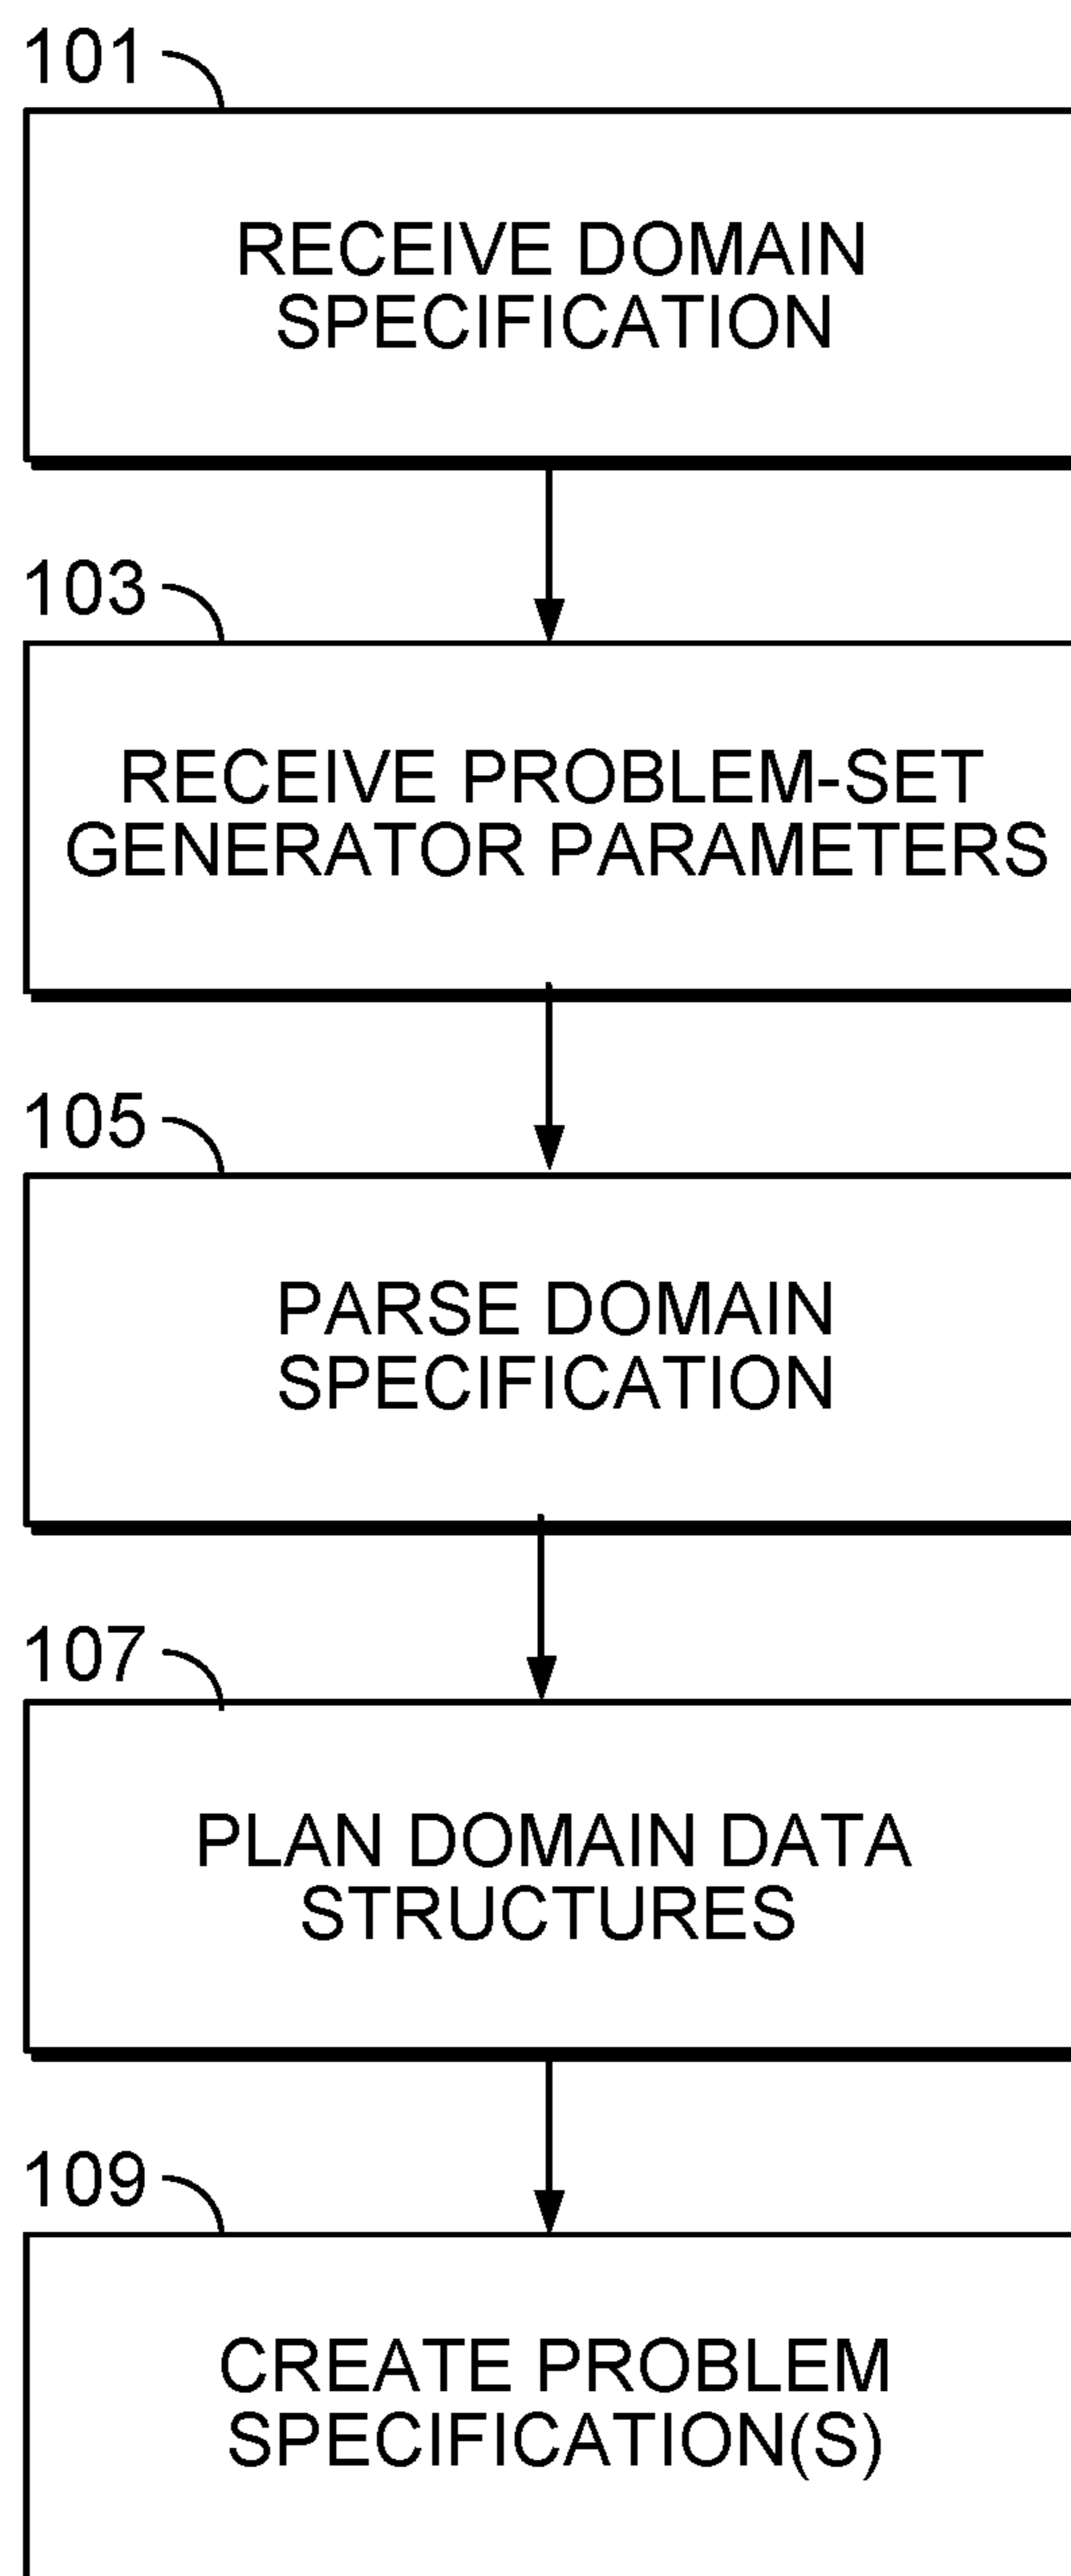 101
RECEIVE DOMAIN
SPECIFICATION
103
RECEIVE PROBLEM-SET
GENERATOR PARAMETERS
105
PARSE DOMAIN
SPECIFICATION
107
PLAN DOMAIN DATA
STRUCTURES
109
CREATE PROBLEM
SPECIFICATION(S)